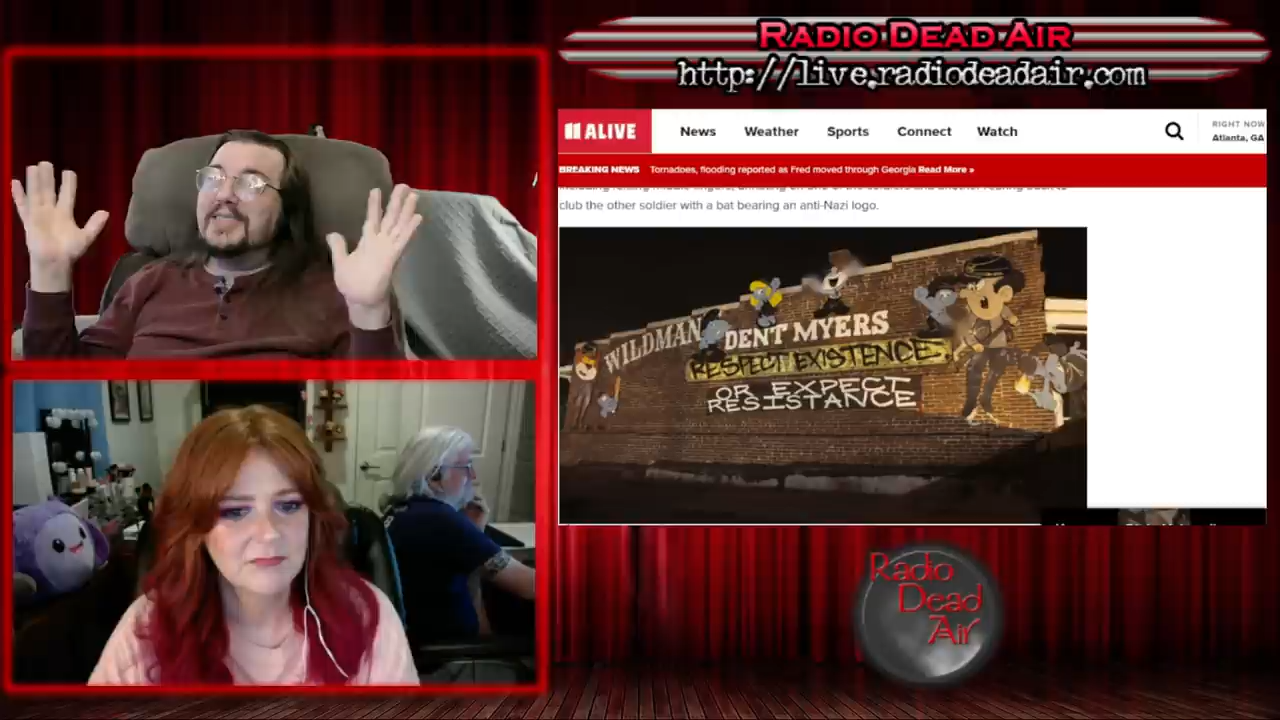 RADIO DEAD AIR
http://live.radiodeadair.com
11 ALIVE
News Weather Sports Connect Watch
RIGHT NOW
Atlanta, GA
BREAKING NEWS Tornadoes, flooding reported as Fred moved through Georgia Read More »
club the other soldier with a bat bearing an anti-Nazi logo.
WILDMAN DENT MYERS
RESPECT EXISTENCE
OR EXPECT
RESISTANCE
Radio
Dead
Air